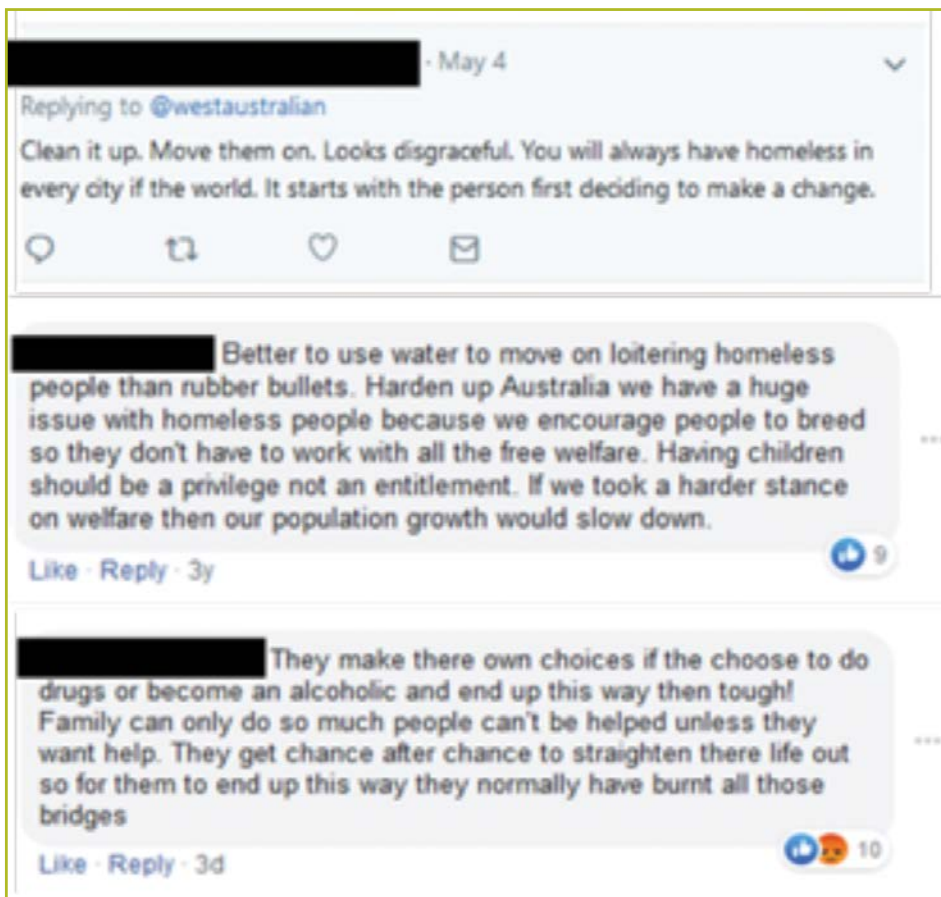 · May 4
Replying to @westaustralian
Clean it up. Move them on. Looks disgraceful. You will always have homeless in
every city if the world. It starts with the person first deciding to make a change.
Better to use water to move on loitering homeless
people than rubber bullets. Harden up Australia we have a huge
issue with homeless people because we encourage people to breed
so they don't have to work with all the free welfare. Having children
should be a privilege not an entitlement. If we took a harder stance
on welfare then our population growth would slow down.
9
Like · Reply · 3y
They make there own choices if the choose to do
drugs or become an alcoholic and end up this way then tough!
Family can only do so much people can't be helped unless they
want help. They get chance after chance to straighten there life out
so for them to end up this way they normally have burnt all those
bridges
10
Like · Reply · 3d